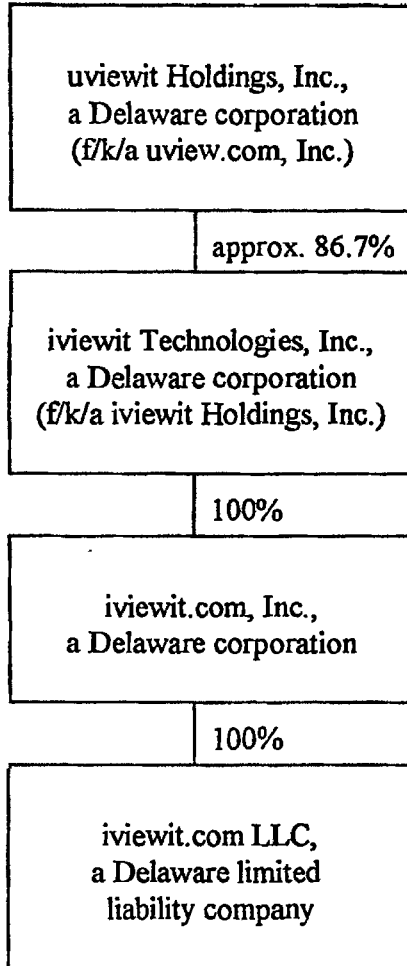 uviewit Holdings, Inc.,
a Delaware corporation
(f/k/a uview.com, Inc.)
approx. 86.7%
iviewit Technologies, Inc.,
a Delaware corporation
(f/k/a iviewit Holdings, Inc.)
100%
iviewit.com, Inc.,
a Delaware corporation
100%
iviewit.com LLC,
a Delaware limited
liability company